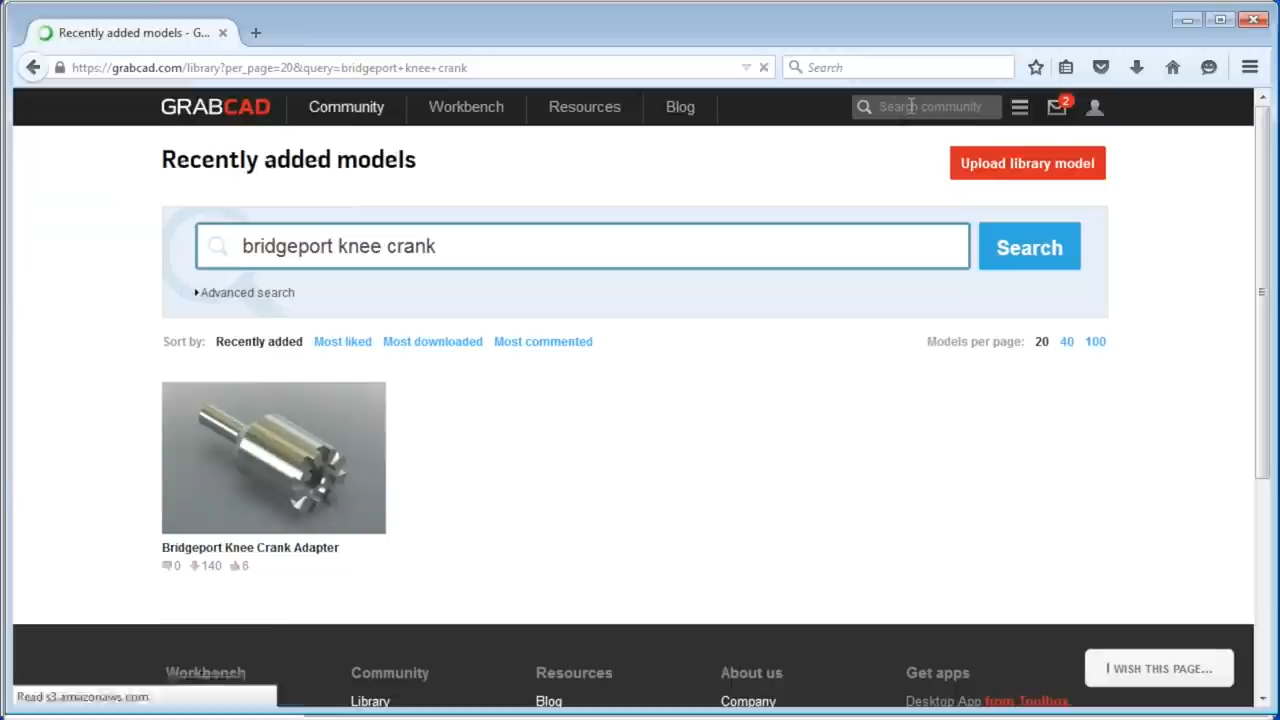 Recently added models - G...
https://grabcad.com/library?per_page=20&query=bridgeport+knee+crank
Search
GRABCAD
Community
Workbench
Resources
Blog
Search community
2
Recently added models
Upload library model
bridgeport knee crank
Search
Advanced search
Sort by: Recently added Most liked Most downloaded Most commented
Models per page: 20 40 100
Bridgeport Knee Crank Adapter
0 140 6
Workbench Community Resources About us Get apps
I WISH THIS PAGE...
Read s3.amazonaws.com
Library Blog Company Desktop App from Toolbox.